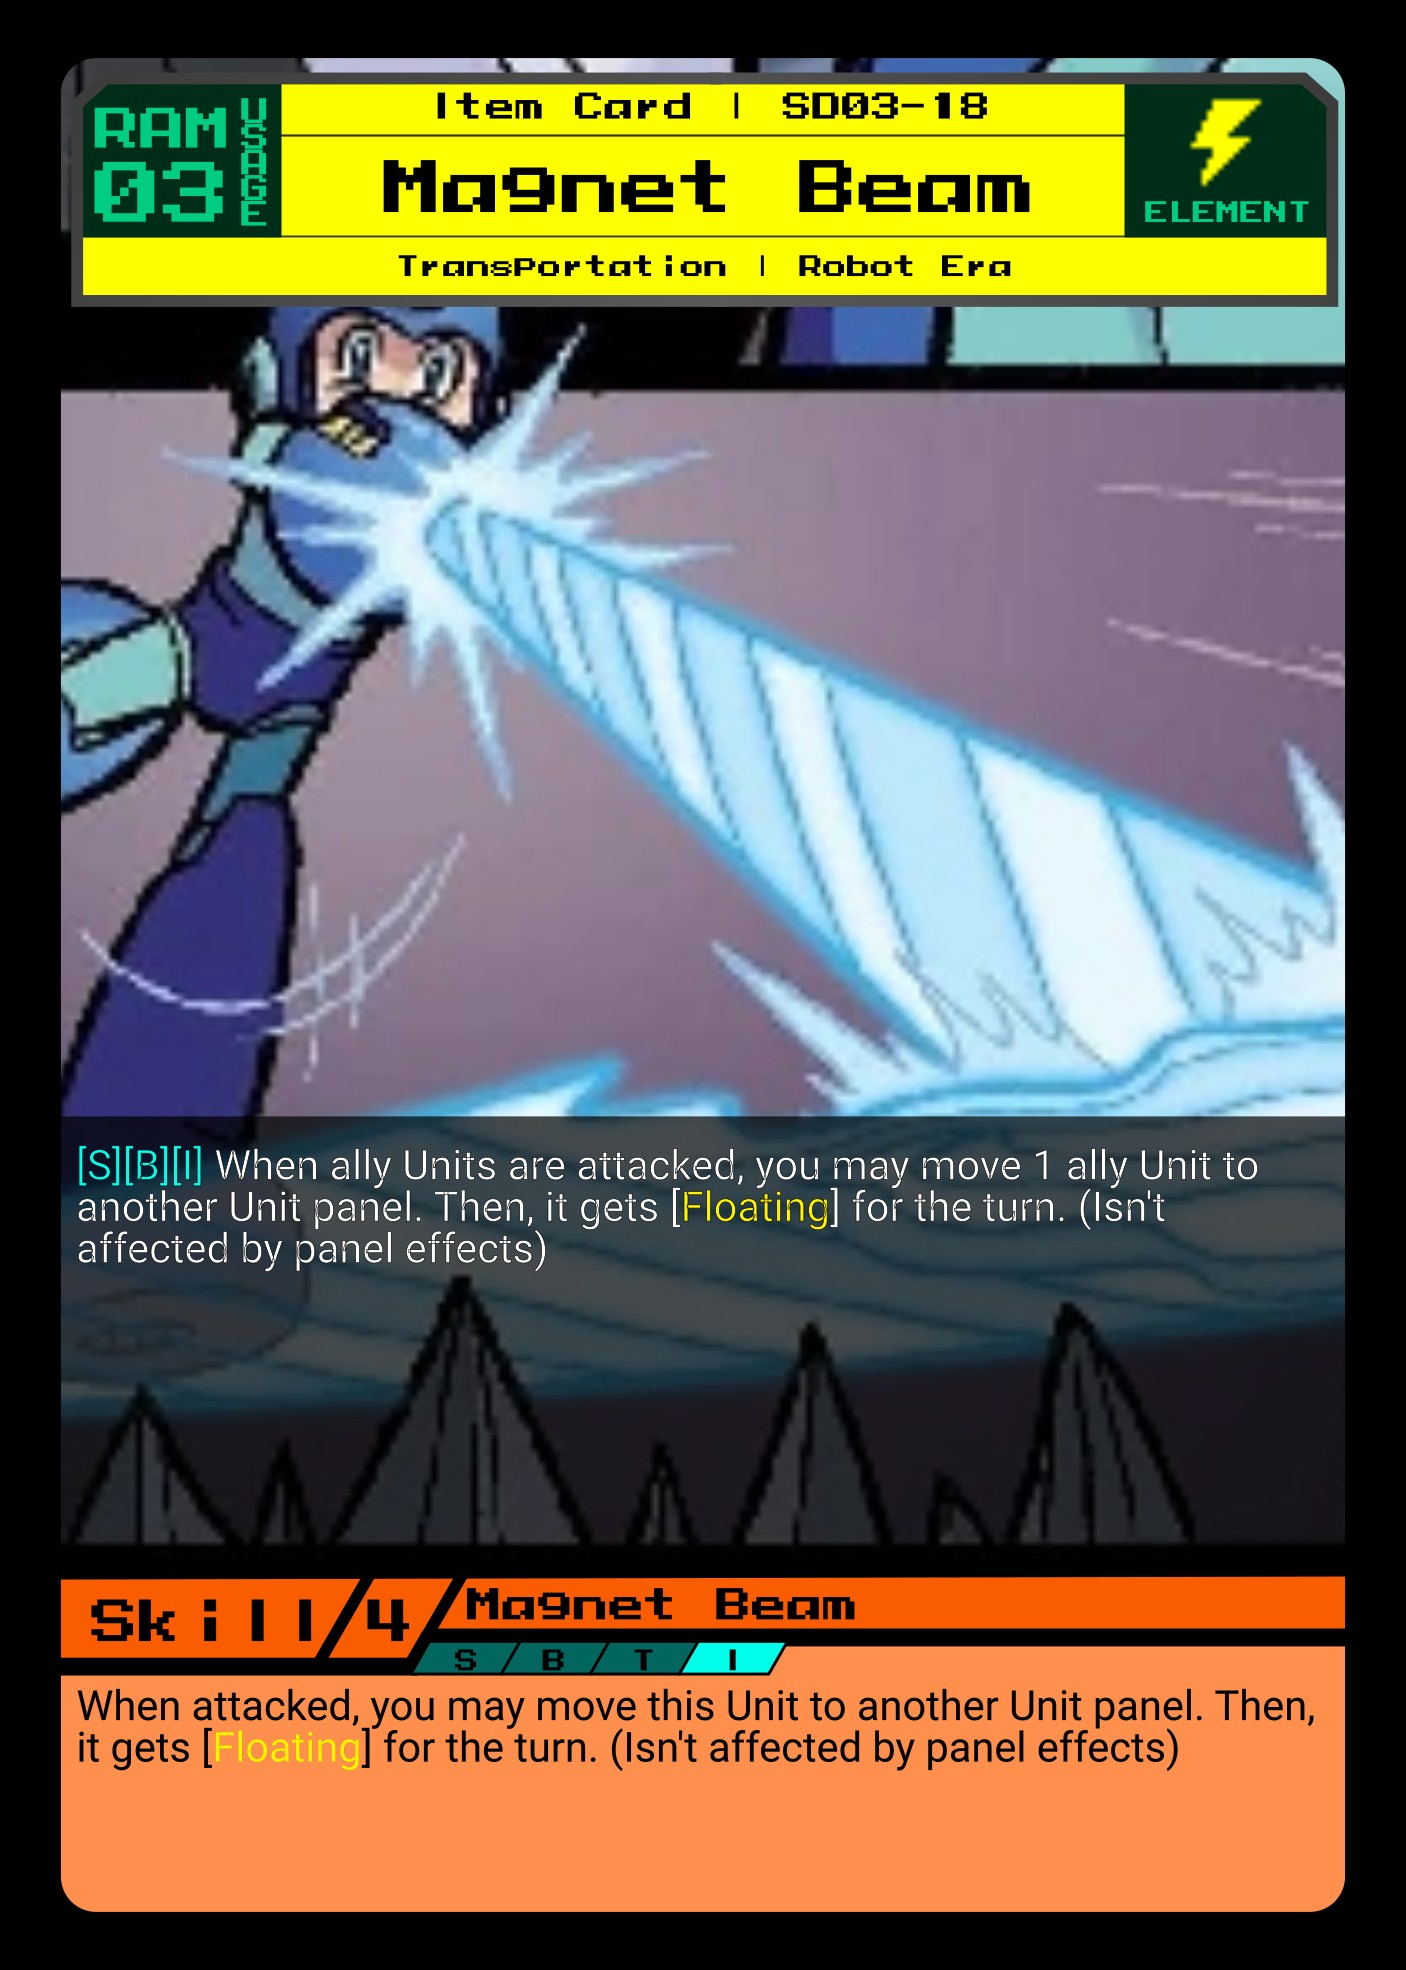 Item Card | SD03-18
RAM
03
USAGE
Magnet Beam
ELEMENT
Transportation | Robot Era
[S][B][I] When ally Units are attacked, you may move 1 ally Unit to
another Unit panel. Then, it gets [Floating] for the turn. (Isn't
affected by panel effects)
Skill/4 Magnet Beam
S / B / T / I
When attacked, you may move this Unit to another Unit panel. Then,
it gets [Floating] for the turn. (Isn't affected by panel effects)